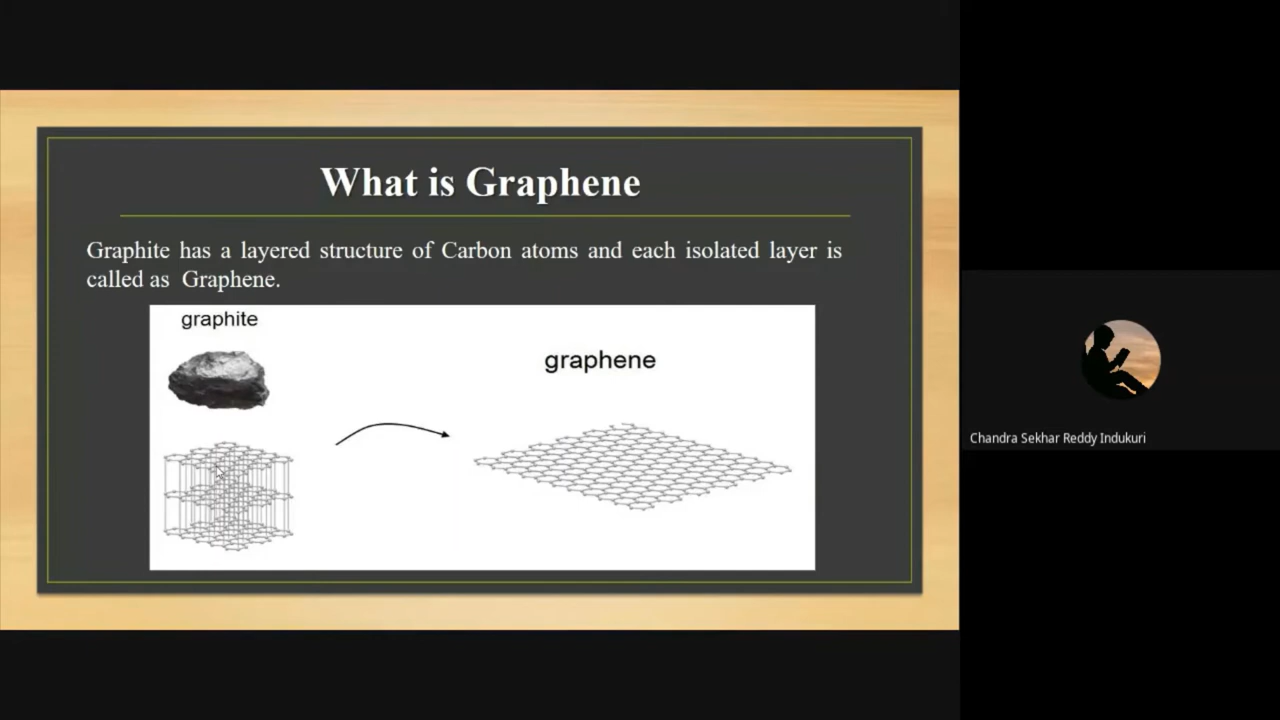 What is Graphene
Graphite has a layered structure of Carbon atoms and each isolated layer is
called as Graphene.
graphite
graphene
Chandra Sekhar Reddy Indukuri